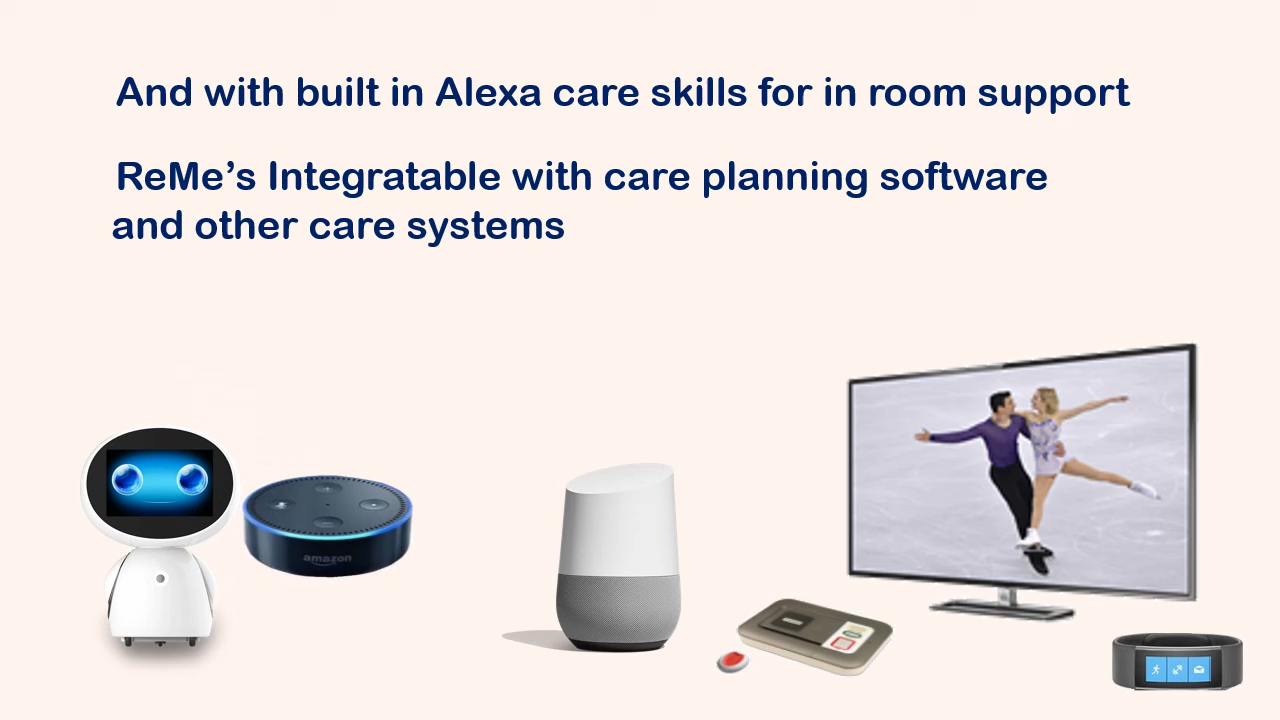 And with built in Alexa care skills for in room support
ReMe’s Integratable with care planning software
and other care systems
amazon